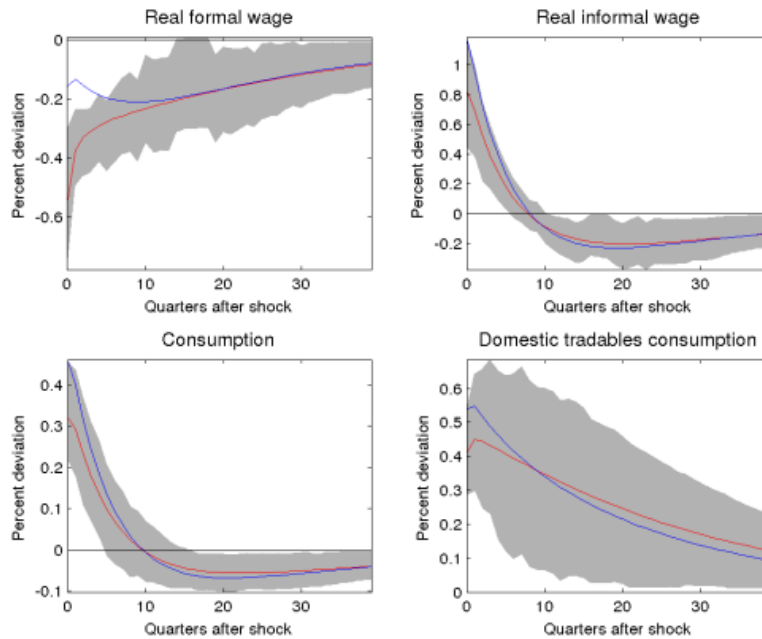 Real formal wage
Percent deviation
0
-0.2
-0.4
-0.6
0 10 20 30
Quarters after shock
Real informal wage
Percent deviation
1
0.8
0.6
0.4
0.2
0
-0.2
0 10 20 30
Quarters after shock
Consumption
Percent deviation
0.4
0.3
0.2
0.1
0
-0.1
0 10 20 30
Quarters after shock
Domestic tradables consumption
Percent deviation
0.6
0.5
0.4
0.3
0.2
0.1
0
0 10 20 30
Quarters after shock